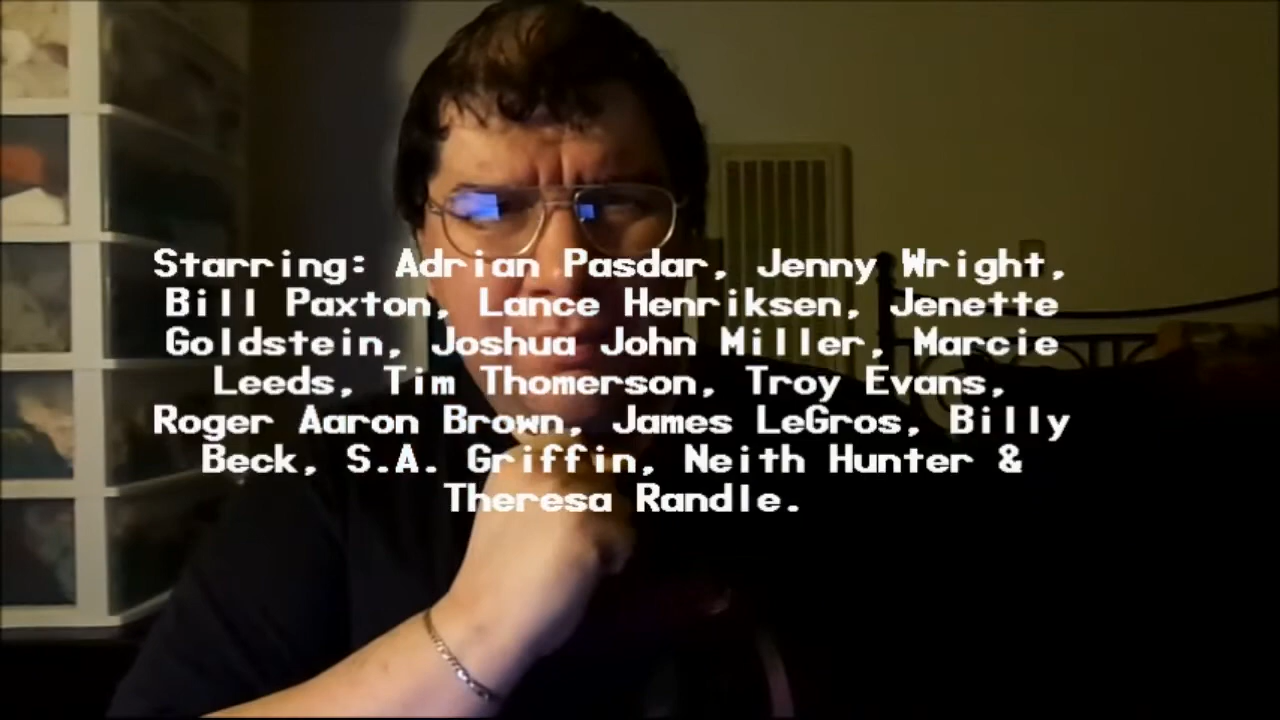 Starring: Adrian Pasdar, Jenny Wright,
Bill Paxton, Lance Henriksen, Jenette
Goldstein, Joshua John Miller, Marcie
Leeds, Tim Thomerson, Troy Evans,
Roger Aaron Brown, James LeGros, Billy
Beck, S.A. Griffin, Neith Hunter &
Theresa Randle.